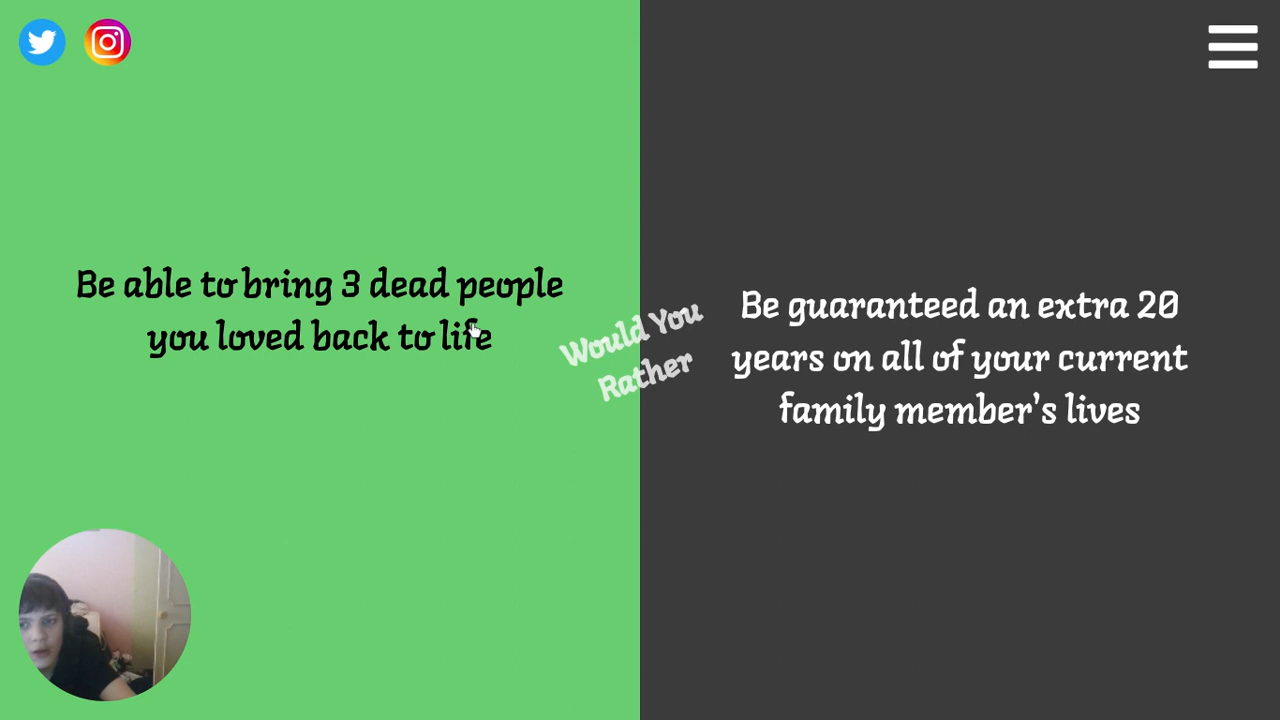 Be able to bring 3 dead people
you loved back to life
Would You
Rather
Be guaranteed an extra 20
years on all of your current
family member's lives